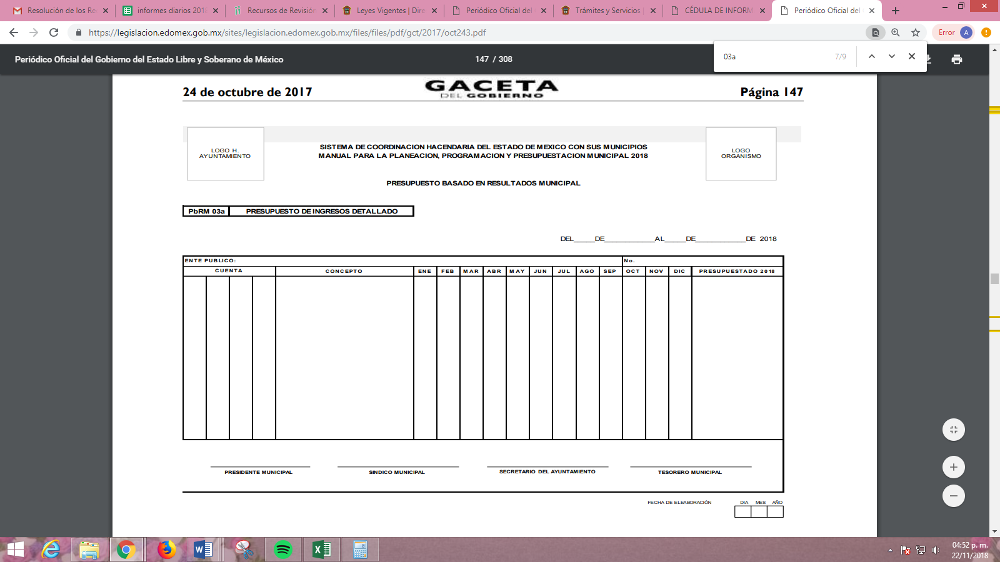 Resolución de los Re
informes diarios 201
Recursos de Revisión
Leyes Vigentes | Dire
Periódico Oficial del
Trámites y Servicios
CÉDULA DE INFORM
Periódico Oficial del
https://legislacion.edomex.gob.mx/sites/legislacion.edomex.gob.mx/files/files/pdf/gct/2017/oct243.pdf
Error A
Periódico Oficial del Gobierno del Estado Libre y Soberano de México
147 / 308
03a
7/9
24 de octubre de 2017
GACETA
DEL GOBIERNO
Página 147
LOGO H.
AYUNTAMIENTO
SISTEMA DE COORDINACION HACENDARIA DEL ESTADO DE MEXICO CON SUS MUNICIPIOS
MANUAL PARA LA PLANEACION, PROGRAMACION Y PRESUPUESTACION MUNICIPAL 2018
LOGO
ORGANISMO
PRESUPUESTO BASADO EN RESULTADOS MUNICIPAL
PbRM 03a PRESUPUESTO DE INGRESOS DETALLADO
DEL_____DE____________AL_____DE____________DE 2018
ENTE PUBLICO: No.
CUENTA CONCEPTO ENE FEB MAR ABR MAY JUN JUL AGO SEP OCT NOV DIC PRESUPUESTADO 2018
PRESIDENTE MUNICIPAL SINDICO MUNICIPAL SECRETARIO DEL AYUNTAMIENTO TESORERO MUNICIPAL
FECHA DE ELEABORACIÓN DIA MES AÑO
04:52 p. m.
22/11/2018